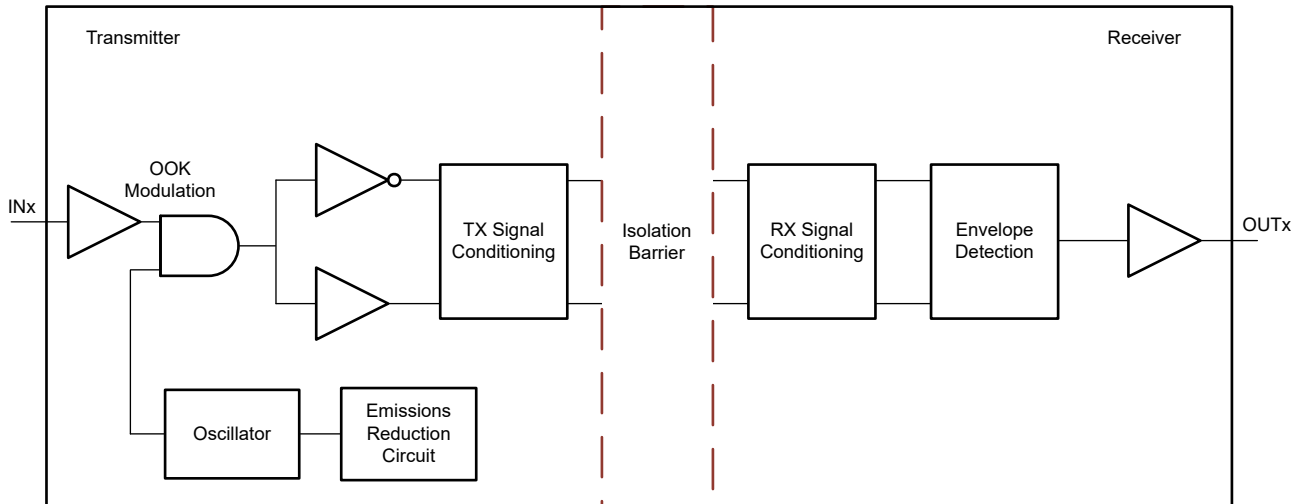 Transmitter
Receiver
OOK
Modulation
INx
TX Signal
Conditioning
Isolation
Barrier
RX Signal
Conditioning
Envelope
Detection
OUTx
Oscillator
Emissions
Reduction
Circuit